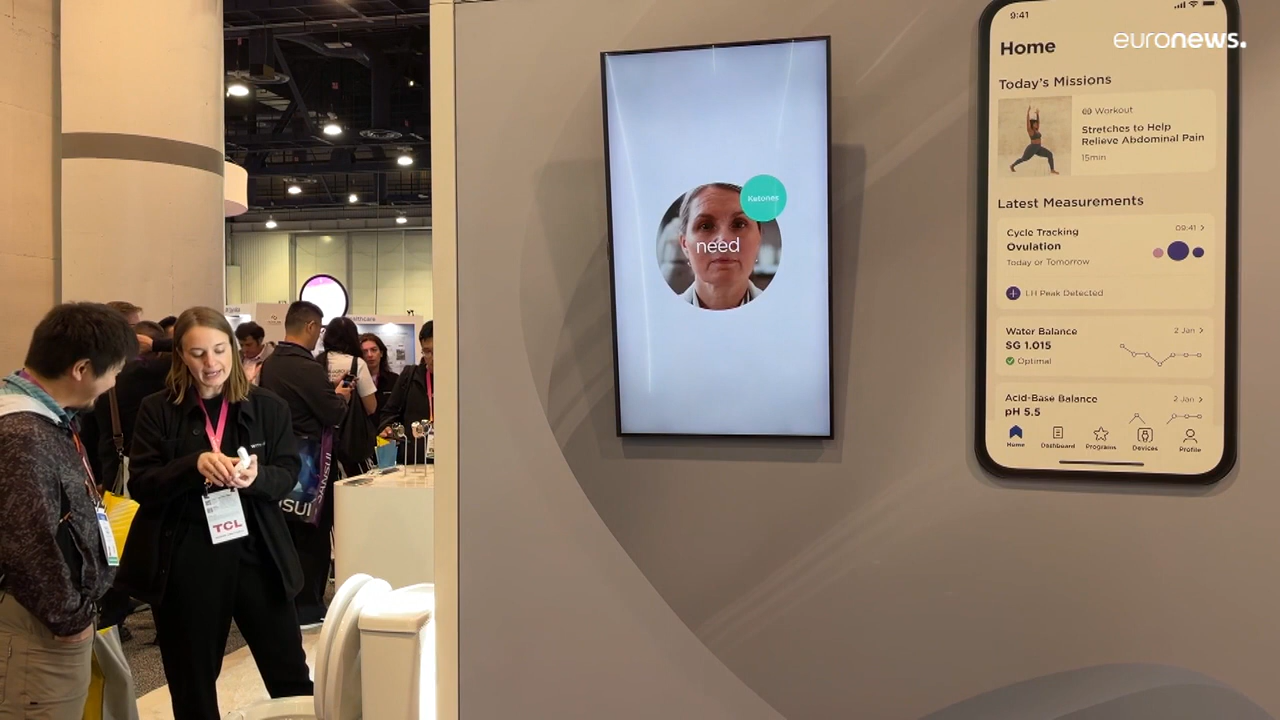 euronews.
9:41
Home
Today's Missions
Workout
Stretches to Help
Relieve Abdominal Pain
15min
Latest Measurements
Cycle Tracking
09:41
Ovulation
Today or Tomorrow
LH Peak Detected
Water Balance
2 Jan
SG 1.015
Optimal
Acid-Base Balance
2 Jan
pH 5.5
Home
Dashboard
Programs
Devices
Profile
Ketones
need
TCL
SANSUI
SUI